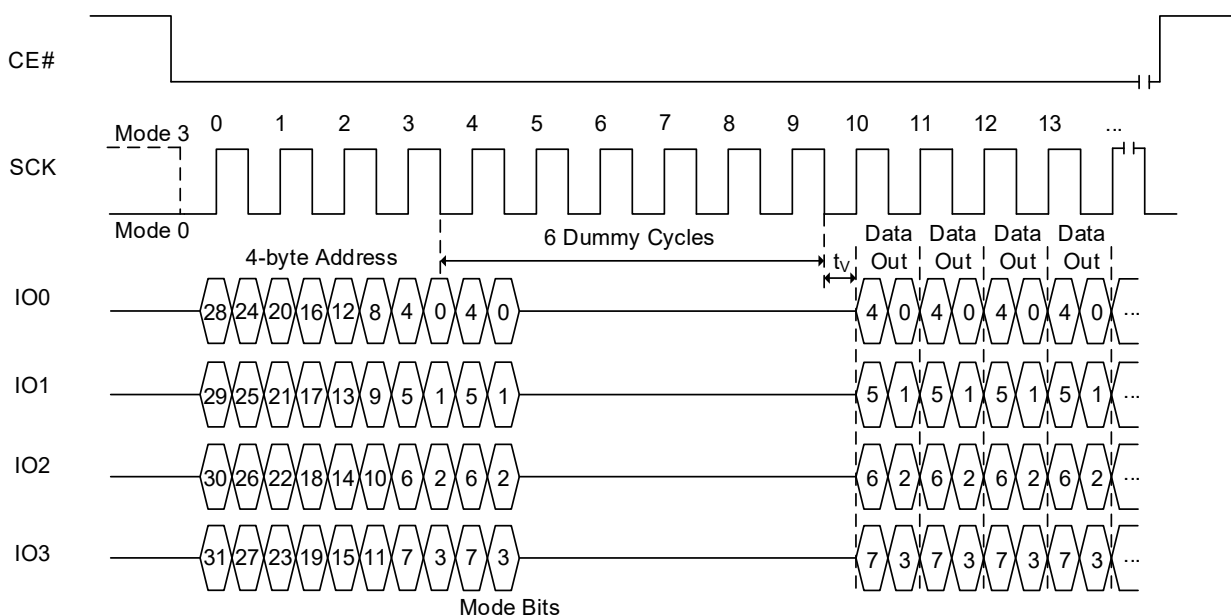 CE#
0 1 2 3 4 5 6 7 8 9 10 11 12 13 ...
Mode 3
SCK
Mode 0
6 Dummy Cycles
Data Data Data Data
4-byte Address
tV
Out Out Out Out
IO0
28 24 20 16 12 8 4 0 4 0 4 0 4 0 4 0 4 0 ...
IO1
29 25 21 17 13 9 5 1 5 1 5 1 5 1 5 1 5 1 ...
IO2
30 26 22 18 14 10 6 2 6 2 6 2 6 2 6 2 6 2 ...
IO3
31 27 23 19 15 11 7 3 7 3 7 3 7 3 7 3 7 3 ...
Mode Bits